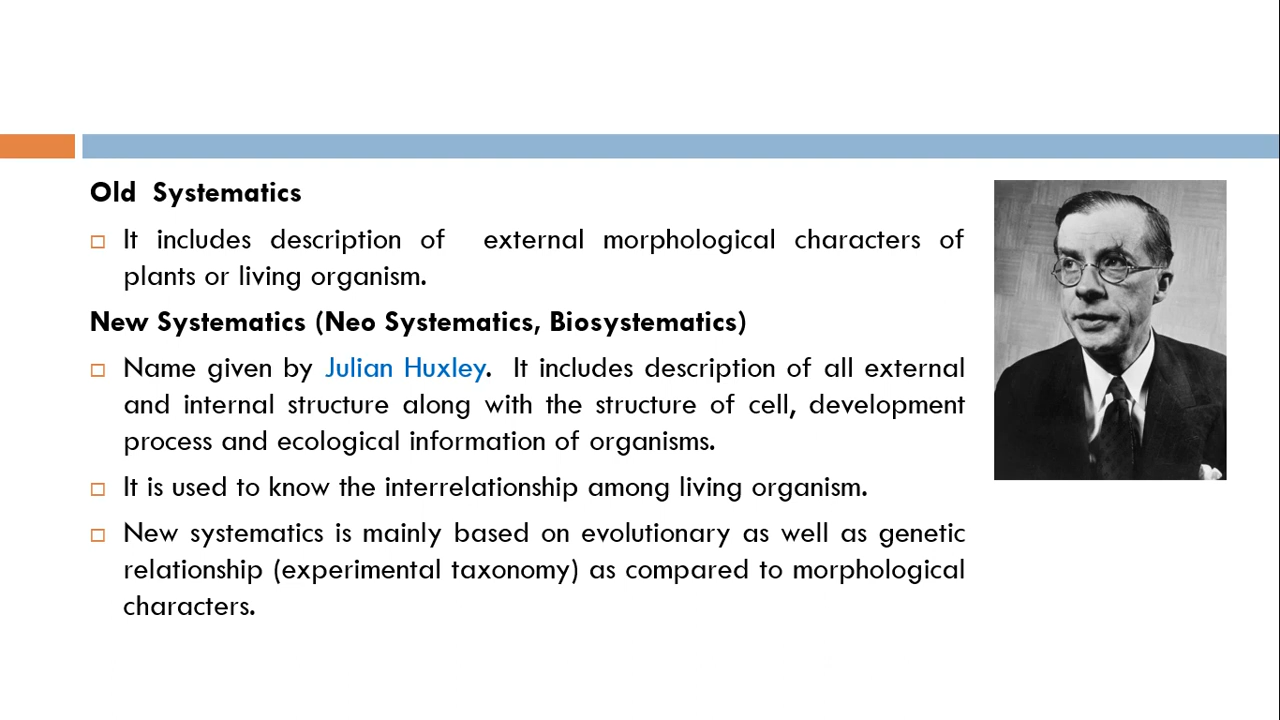 Old Systematics
It includes description of external morphological characters of
plants or living organism.
New Systematics (Neo Systematics, Biosystematics)
Name given by Julian Huxley. It includes description of all external
and internal structure along with the structure of cell, development
process and ecological information of organisms.
It is used to know the interrelationship among living organism.
New systematics is mainly based on evolutionary as well as genetic
relationship (experimental taxonomy) as compared to morphological
characters.